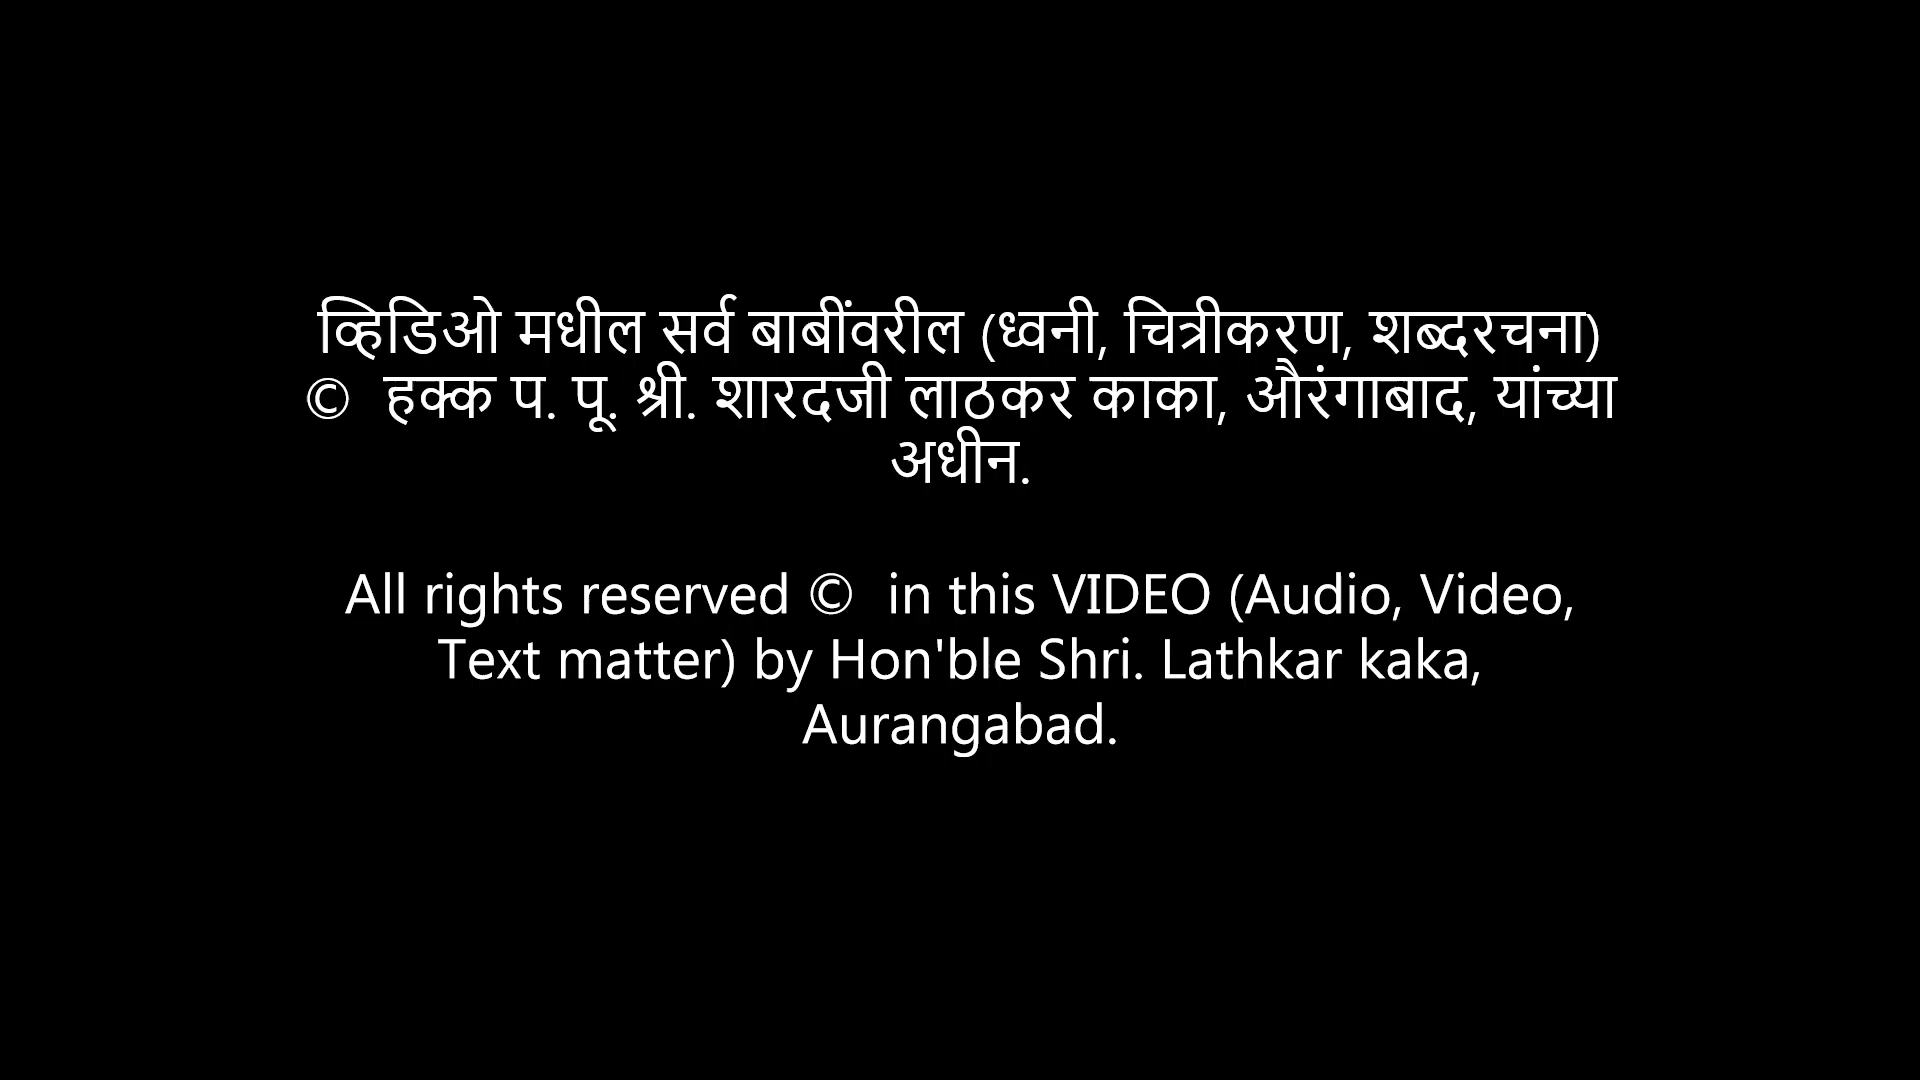 व्हिडिओ मधील सर्व बाबींवरील (ध्वनी, चित्रीकरण, शब्दरचना)
© हक्क प. पू. श्री. शारदजी लाठकर काका, औरंगाबाद, यांच्या
अधीन.
All rights reserved © in this VIDEO (Audio, Video,
Text matter) by Hon'ble Shri. Lathkar kaka,
Aurangabad.